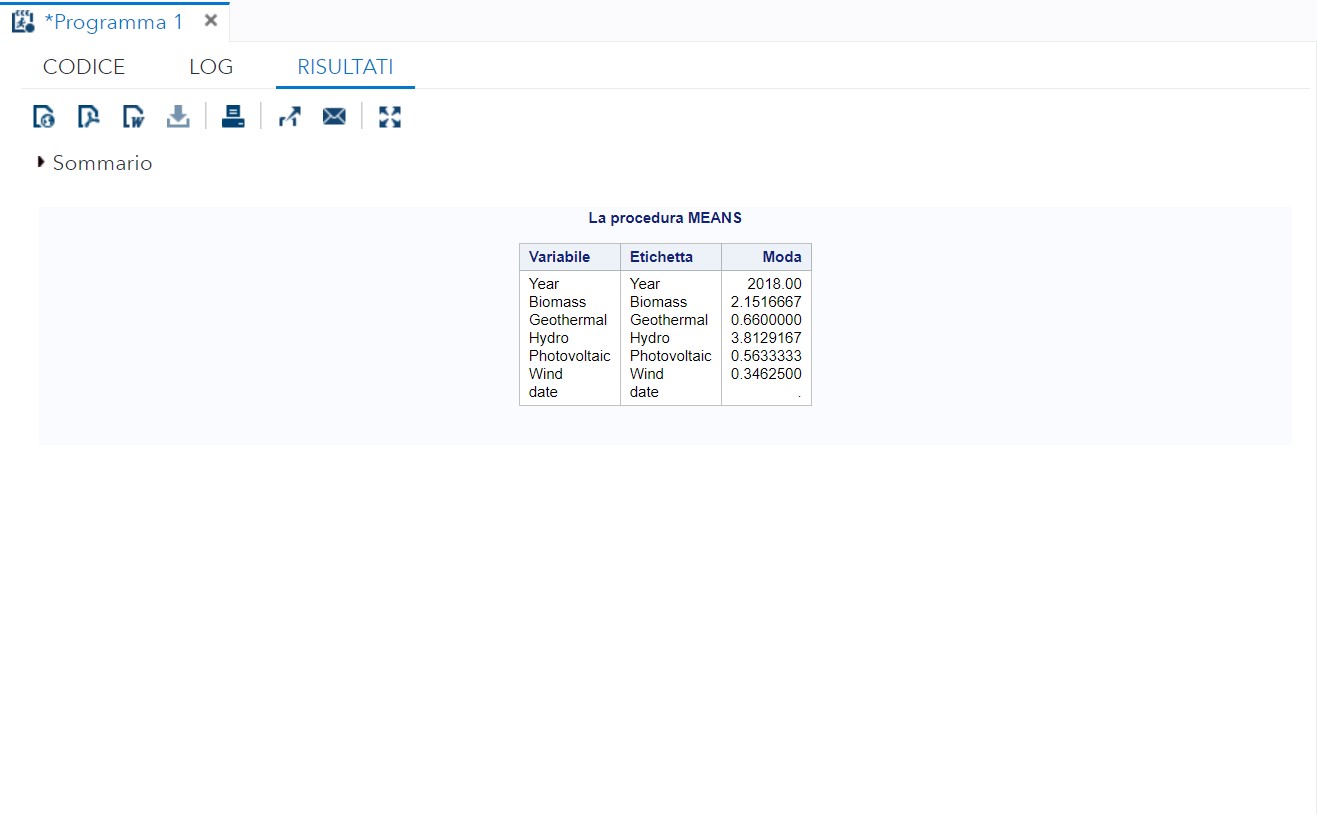 *Programma 1
CODICE LOG RISULTATI
Sommario
La procedura MEANS
Variabile Etichetta Moda
Year Year 2018.00
Biomass Biomass 2.1516667
Geothermal Geothermal 0.6600000
Hydro Hydro 3.8129167
Photovoltaic Photovoltaic 0.5633333
Wind Wind 0.3462500
date date .